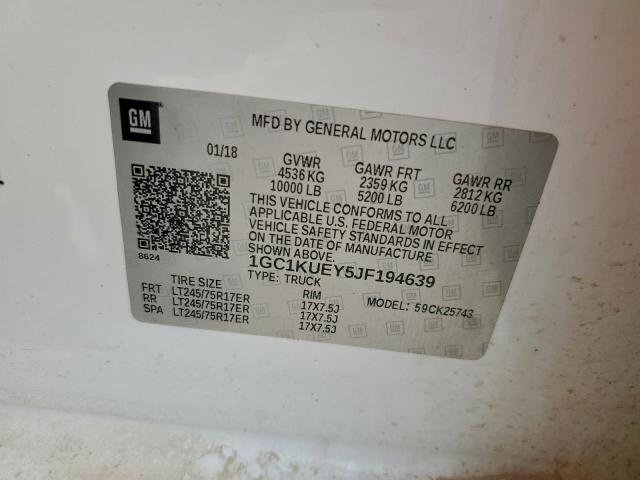 GM
MFD BY GENERAL MOTORS LLC
01/18 GVWR GAWR FRT GAWR RR
4536 KG 2359 KG 2812 KG
10000 LB 5200 LB 6200 LB
THIS VEHICLE CONFORMS TO ALL
APPLICABLE U.S. FEDERAL MOTOR
VEHICLE SAFETY STANDARDS IN EFFECT
ON THE DATE OF MANUFACTURE
SHOWN ABOVE.
8624
1GC1KUEY5JF194639
TYPE: TRUCK
MODEL: 59CK25743
TIRE SIZE RIM
FRT LT245/75R17ER 17X7.5J
RR LT245/75R17ER 17X7.5J
SPA LT245/75R17ER 17X7.5J